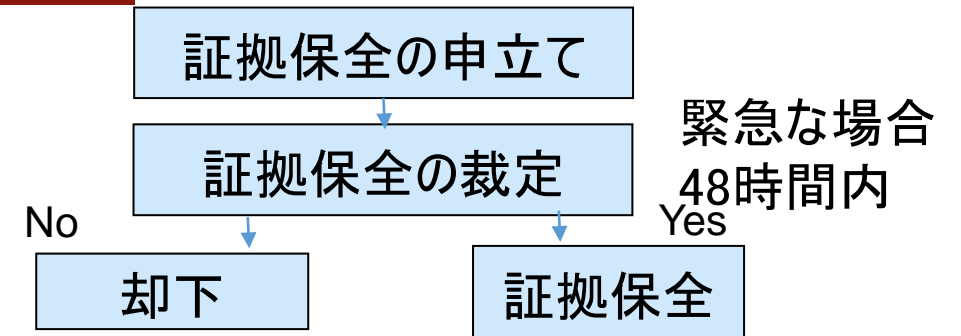 証拠保全の申立て
証拠保全の裁定
緊急な場合
48時間内
No
Yes
却下
証拠保全